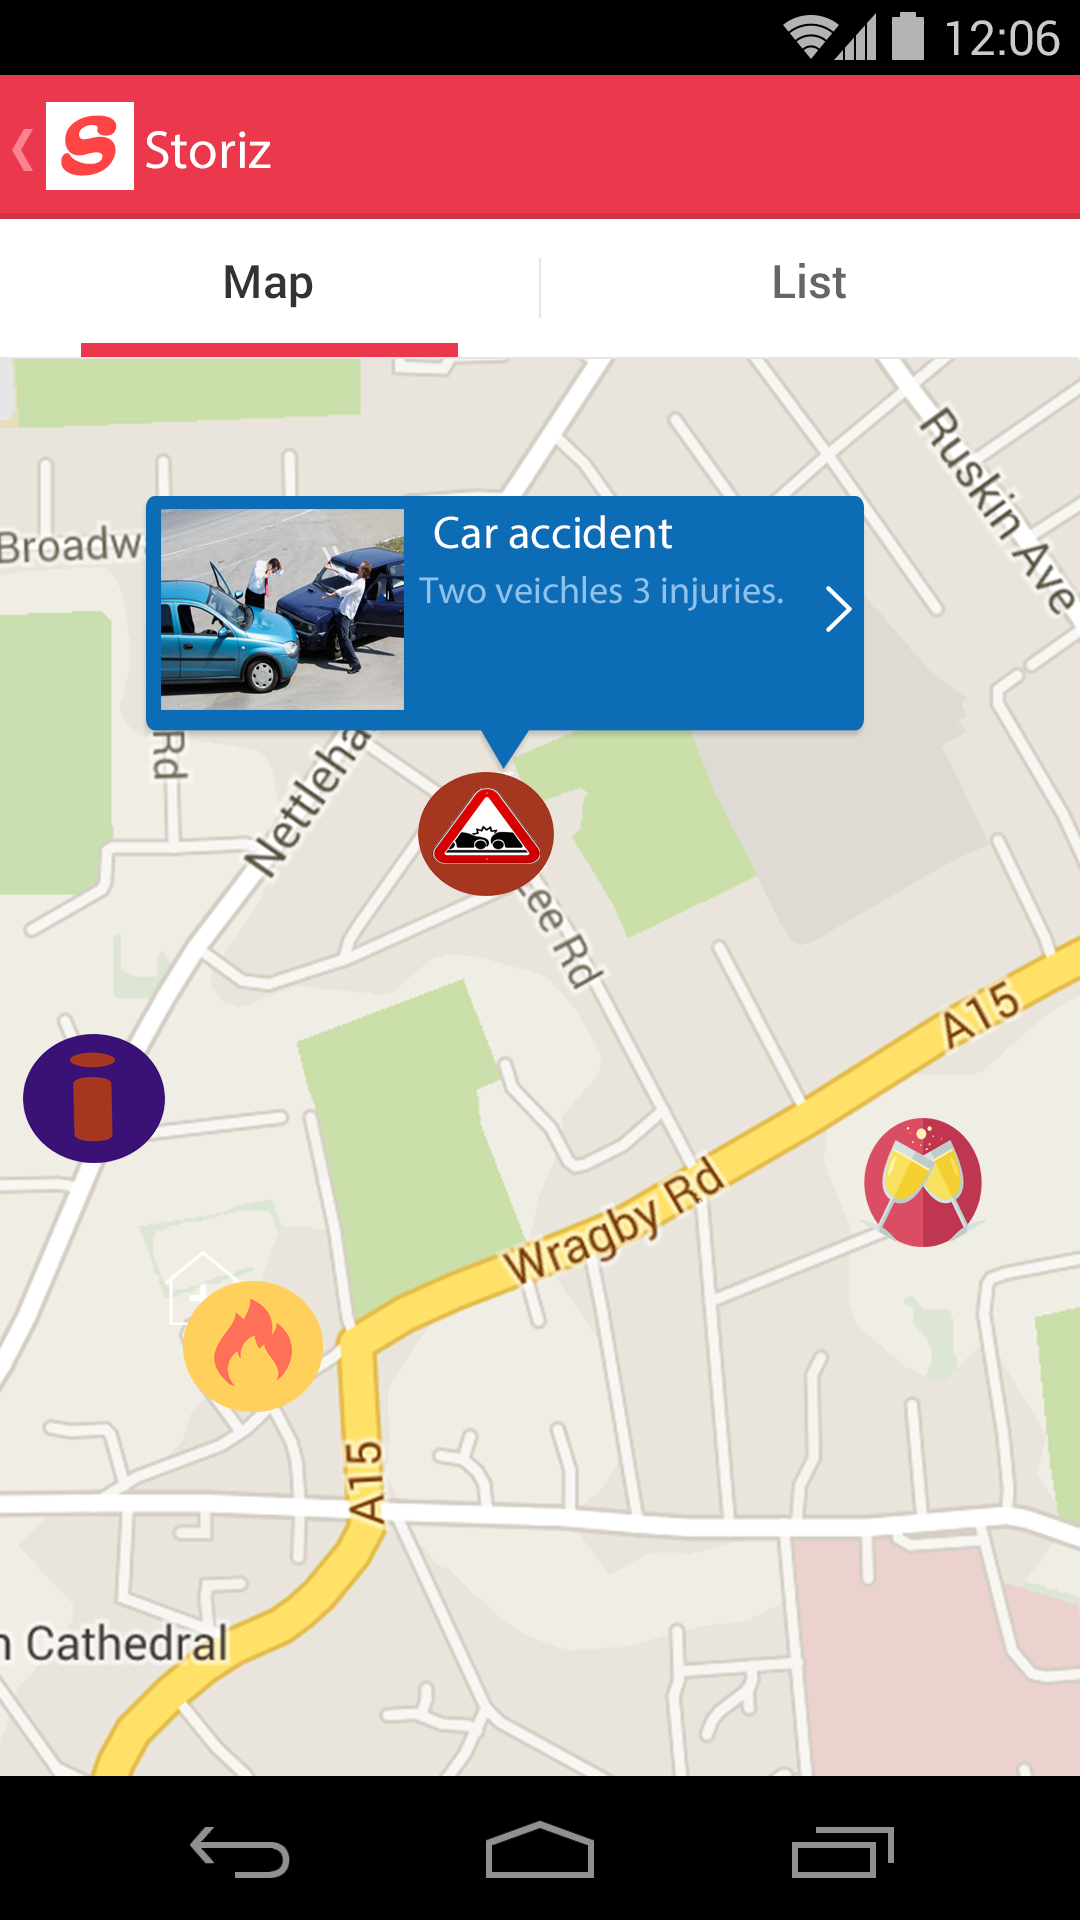 12:06
S Storiz
Map
List
Ruskin Ave
Broadw
Car accident
Two veichles 3 injuries.
Rd
Nettleha
Lee Rd
A15
i
Wragby Rd
A15
n Cathedral